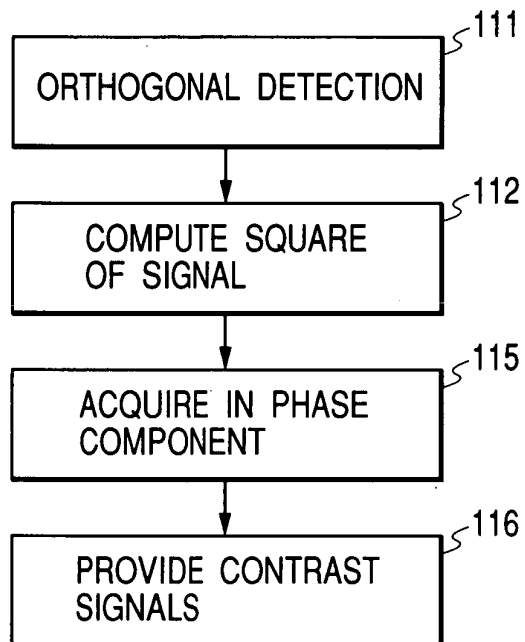 111
ORTHOGONAL DETECTION
112
COMPUTE SQUARE
OF SIGNAL
115
ACQUIRE IN PHASE
COMPONENT
116
PROVIDE CONTRAST
SIGNALS